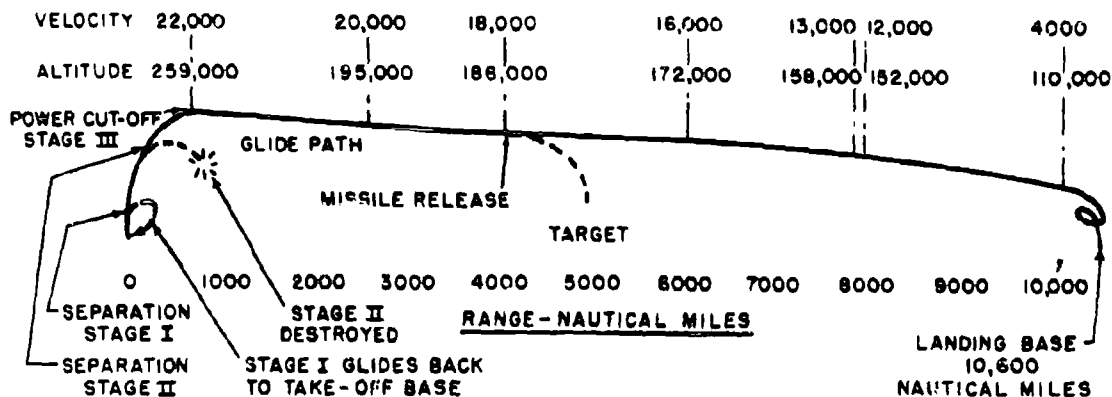 VELOCITY 22,000 20,000 18,000 16,000 13,000 12,000 4000
ALTITUDE 259,000 195,000 186,000 172,000 158,000 152,000 110,000
POWER CUT-OFF
STAGE III
GLIDE PATH
MISSILE RELEASE
TARGET
0 1000 2000 3000 4000 5000 6000 7000 8000 9000 10,000
RANGE-NAUTICAL MILES
SEPARATION
STAGE I
STAGE II
DESTROYED
SEPARATION
STAGE II
STAGE I GLIDES BACK
TO TAKE-OFF BASE
LANDING BASE
10,600
NAUTICAL MILES